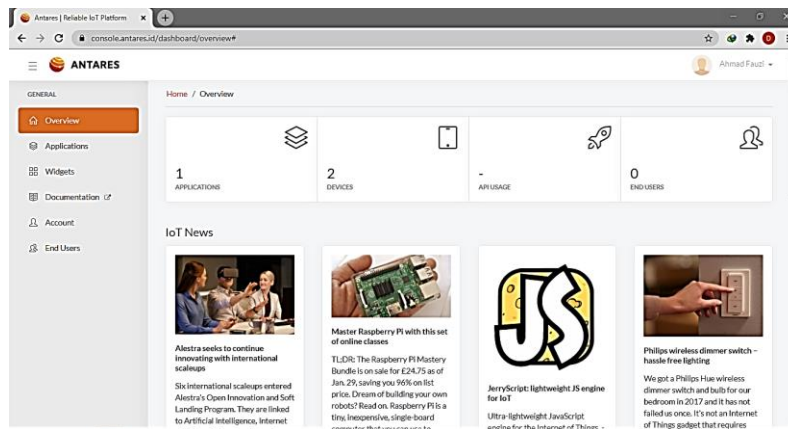 Antares | Reliable IoT Platform
console.antares.id/dashboard/overview#
D
ANTARES
Ahmad Fauzi
GENERAL
Home / Overview
Overview
Applications
Widgets
Documentation
Account
End Users
1
APPLICATIONS
2
DEVICES
-
API USAGE
0
END USERS
IoT News
Alestra seeks to continue
innovating with international
scaleups
Six international scaleups entered
Alestra's Open Innovation and Soft
Landing Program. They are linked
to Artificial Intelligence, Internet
Master Raspberry Pi with this set
of online classes
TL;DR: The Raspberry Pi Mastery
Bundle is on sale for £24.75 as of
Jan. 29, saving you 96% on list
price. Dream of building your own
robots? Read on. Raspberry Pi is a
tiny, inexpensive, single-board
computer that you can use to
JS
JerryScript: lightweight JS engine
for IoT
Ultra-lightweight JavaScript
engine for the Internet of Things. -
Philips wireless dimmer switch –
hassle free lighting
We got a Philips Hue wireless
dimmer switch and bulb for our
bedroom in 2017 and it has not
failed us once. It's not an Internet
of Things gadget that requires